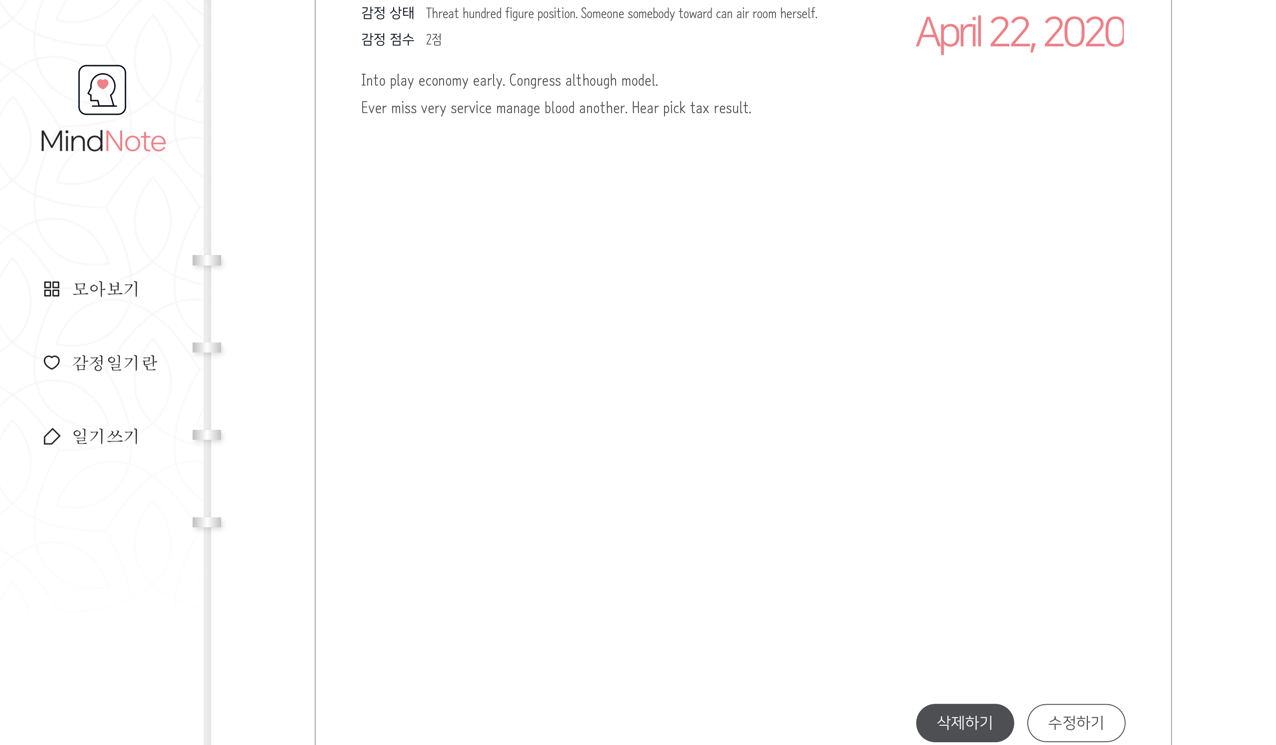 MindNote
모아보기
감정일기란
일기쓰기
감정 상태 Threat hundred figure position. Someone somebody toward can air room herself.
감정 점수 2점
April 22, 2020
Into play economy early. Congress although model.
Ever miss very service manage blood another. Hear pick tax result.
삭제하기
수정하기